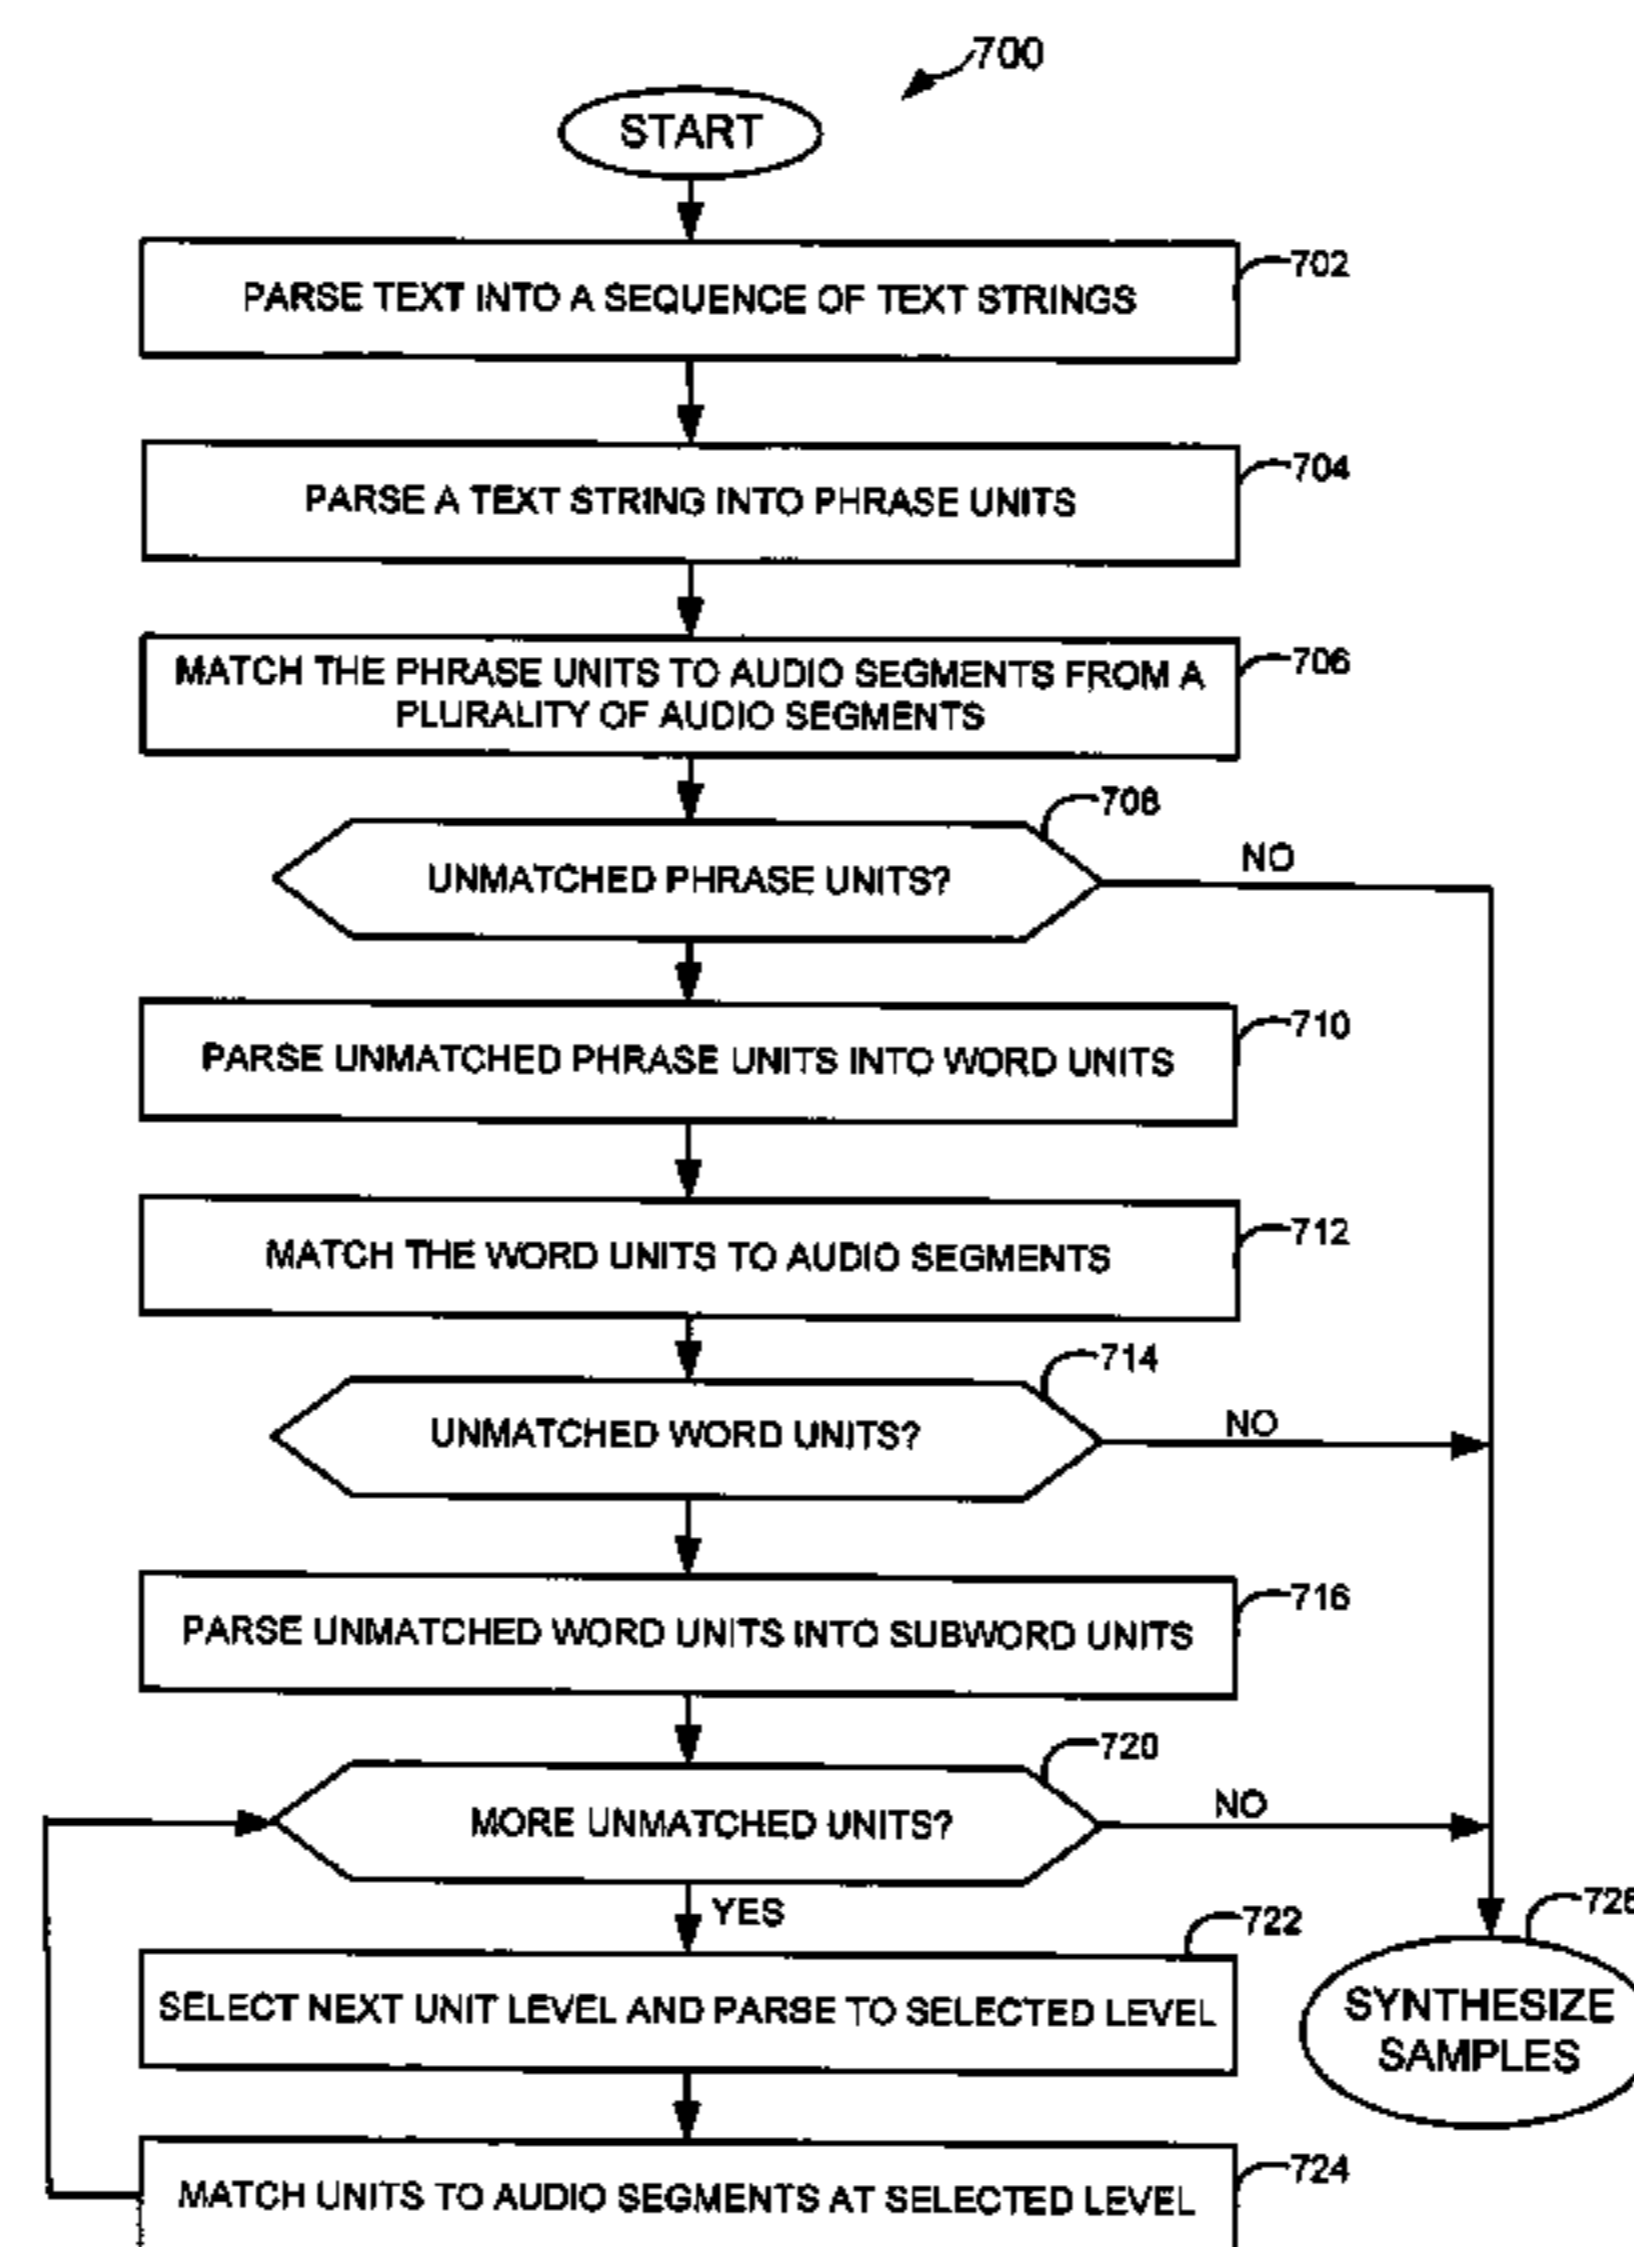 700
START
702
PARSE TEXT INTO A SEQUENCE OF TEXT STRINGS
704
PARSE A TEXT STRING INTO PHRASE UNITS
706
MATCH THE PHRASE UNITS TO AUDIO SEGMENTS FROM A
PLURALITY OF AUDIO SEGMENTS
708
UNMATCHED PHRASE UNITS?
NO
710
PARSE UNMATCHED PHRASE UNITS INTO WORD UNITS
712
MATCH THE WORD UNITS TO AUDIO SEGMENTS
714
UNMATCHED WORD UNITS?
NO
716
PARSE UNMATCHED WORD UNITS INTO SUBWORD UNITS
720
MORE UNMATCHED UNITS?
NO
YES
722
SELECT NEXT UNIT LEVEL AND PARSE TO SELECTED LEVEL
726
SYNTHESIZE
SAMPLES
724
MATCH UNITS TO AUDIO SEGMENTS AT SELECTED LEVEL